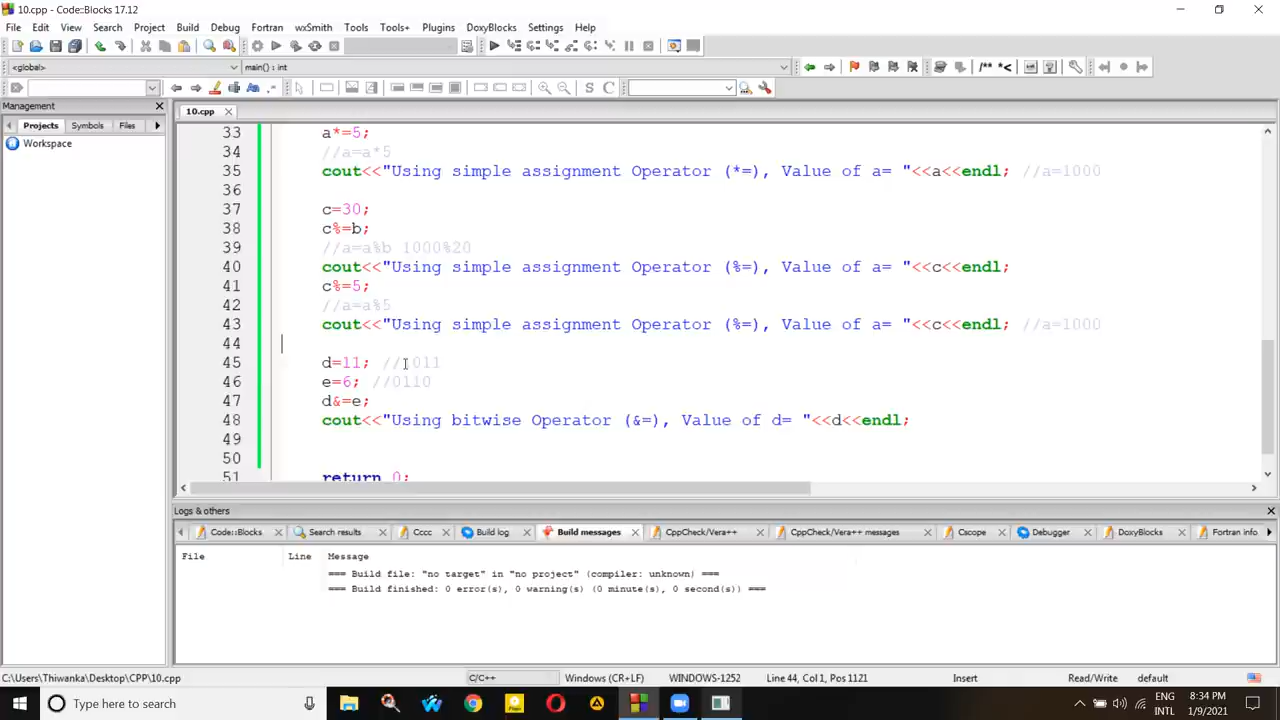 10.cpp - Code::Blocks 17.12
File Edit View Search Project Build Debug Fortran wxSmith Tools Tools+ Plugins DoxyBlocks Settings Help
<global> main() : int
/** *<
S C
Management
Projects Symbols Files
Workspace
10.cpp
33 a*=5;
34 //a=a*5
35 cout<<"Using simple assignment Operator (*=), Value of a= "<<a<<endl; //a=1000
36
37 c=30;
38 c%=b;
39 //a=a%b 1000%20
40 cout<<"Using simple assignment Operator (%=), Value of a= "<<c<<endl;
41 c%=5;
42 //a=a%5
43 cout<<"Using simple assignment Operator (%=), Value of a= "<<c<<endl; //a=1000
44
45 d=11; //1011
46 e=6; //0110
47 d&=e;
48 cout<<"Using bitwise Operator (&=), Value of d= "<<d<<endl;
49
50
51 return 0;
Logs & others
Code::Blocks Search results Cccc Build log Build messages CppCheck/Vera++ CppCheck/Vera++ messages Cscope Debugger DoxyBlocks Fortran info
File Line Message
=== Build file: "no target" in "no project" (compiler: unknown) ===
=== Build finished: 0 error(s), 0 warning(s) (0 minute(s), 0 second(s)) ===
C:\Users\Thiwanka\Desktop\CPP\10.cpp C/C++ Windows (CR+LF) WINDOWS-1252 Line 44, Col 1, Pos 1121 Insert Read/Write default
Type here to search
ENG 8:34 PM
INTL 1/9/2021